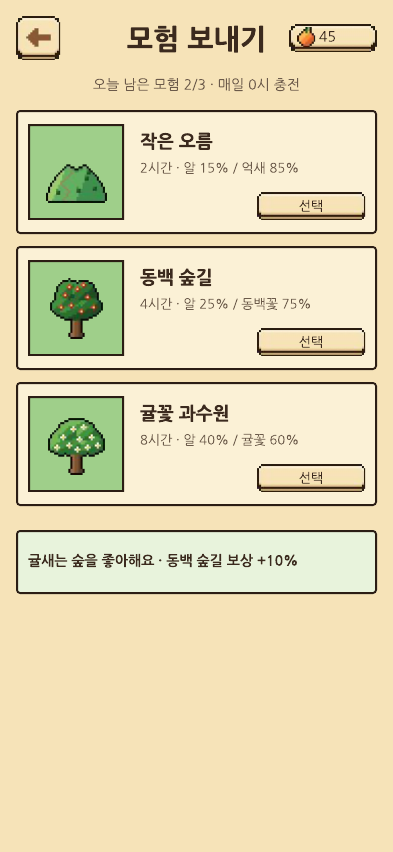 모험 보내기
45
오늘 남은 모험 2/3 · 매일 0시 충전
작은 오름
2시간 · 알 15% / 억새 85%
선택
동백 숲길
4시간 · 알 25% / 동백꽃 75%
선택
귤꽃 과수원
8시간 · 알 40% / 귤꽃 60%
선택
귤새는 숲을 좋아해요 · 동백 숲길 보상 +10%